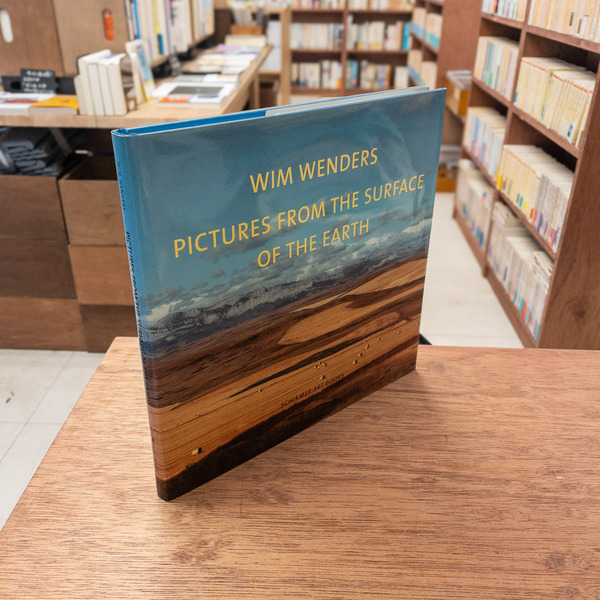 WIM WENDERS
PICTURES FROM THE SURFACE
OF THE EARTH
SCHIRMER ART BOOKS